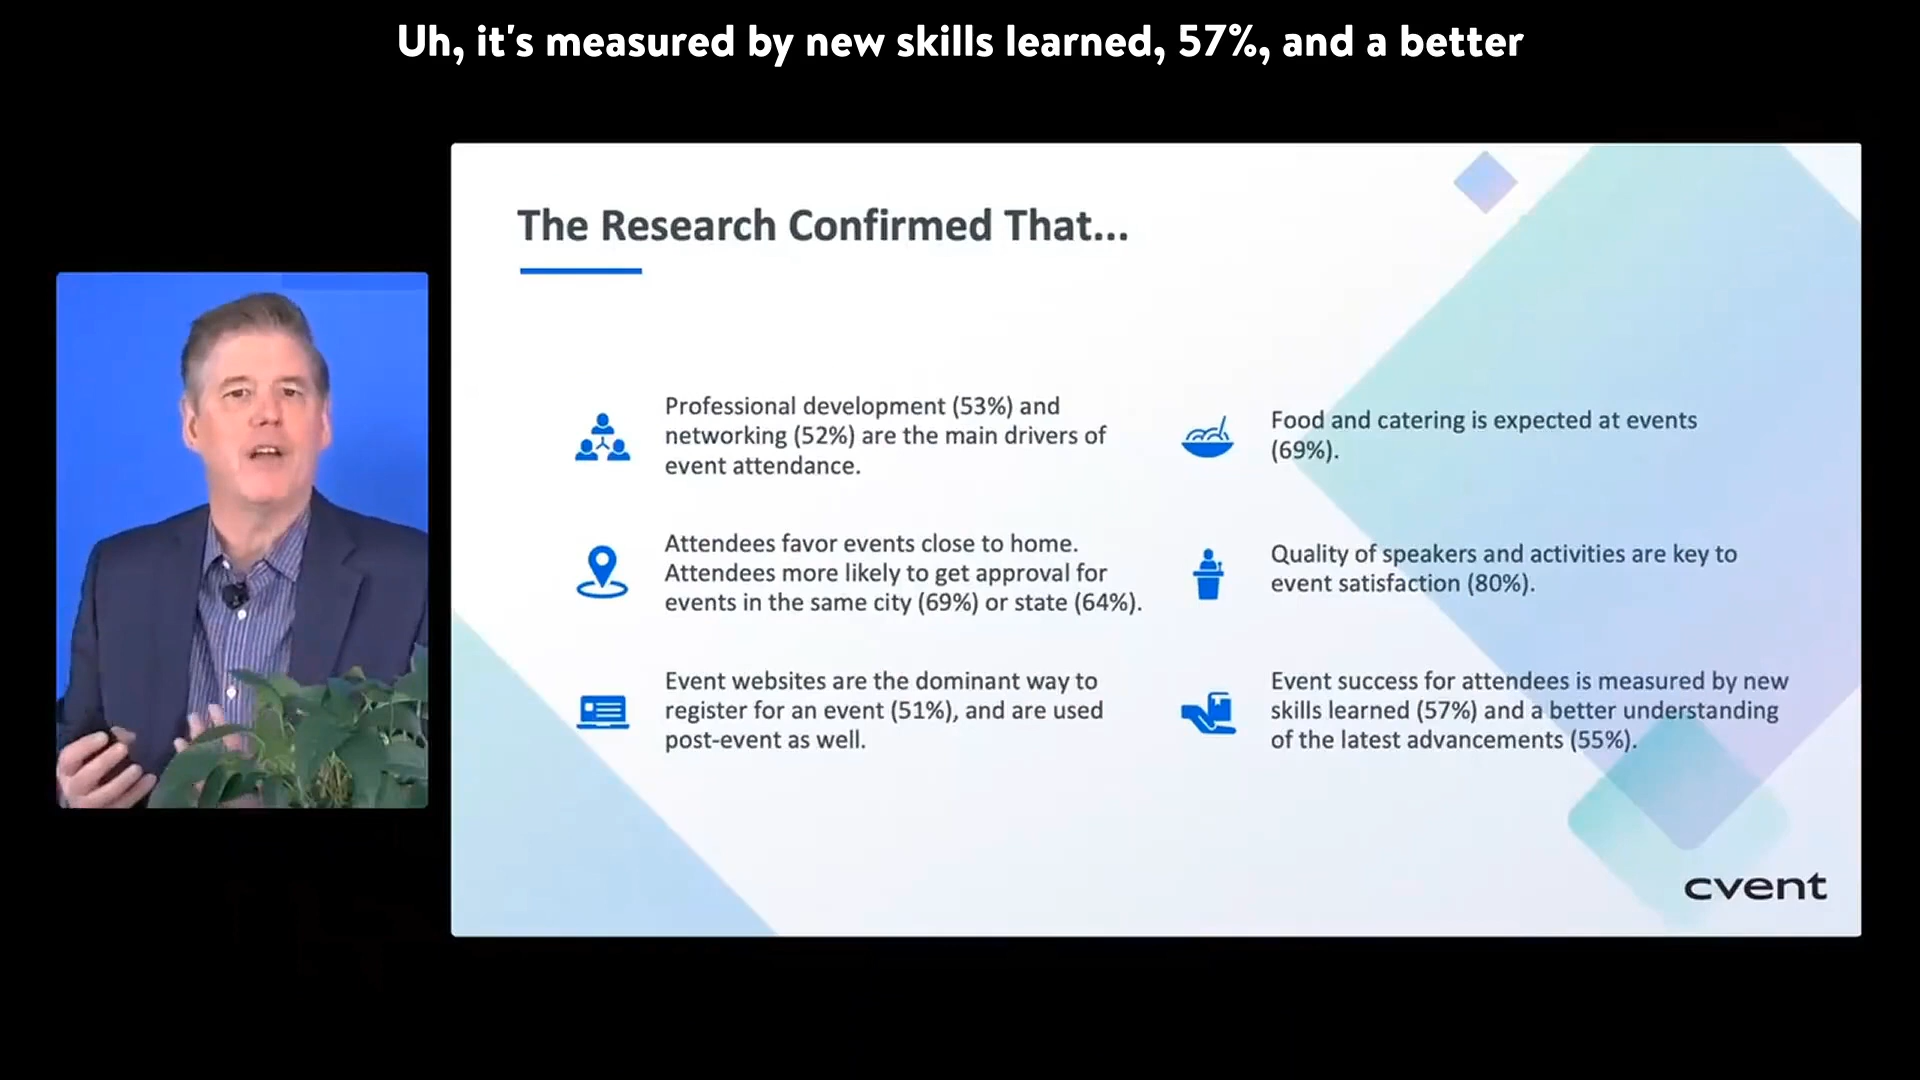 Uh, it's measured by new skills learned, 57%, and a better
The Research Confirmed That...
Professional development (53%) and
networking (52%) are the main drivers of
event attendance.
Attendees favor events close to home.
Attendees more likely to get approval for
events in the same city (69%) or state (64%).
Event websites are the dominant way to
register for an event (51%), and are used
post-event as well.
Food and catering is expected at events
(69%).
Quality of speakers and activities are key to
event satisfaction (80%).
Event success for attendees is measured by new
skills learned (57%) and a better understanding
of the latest advancements (55%).
cvent